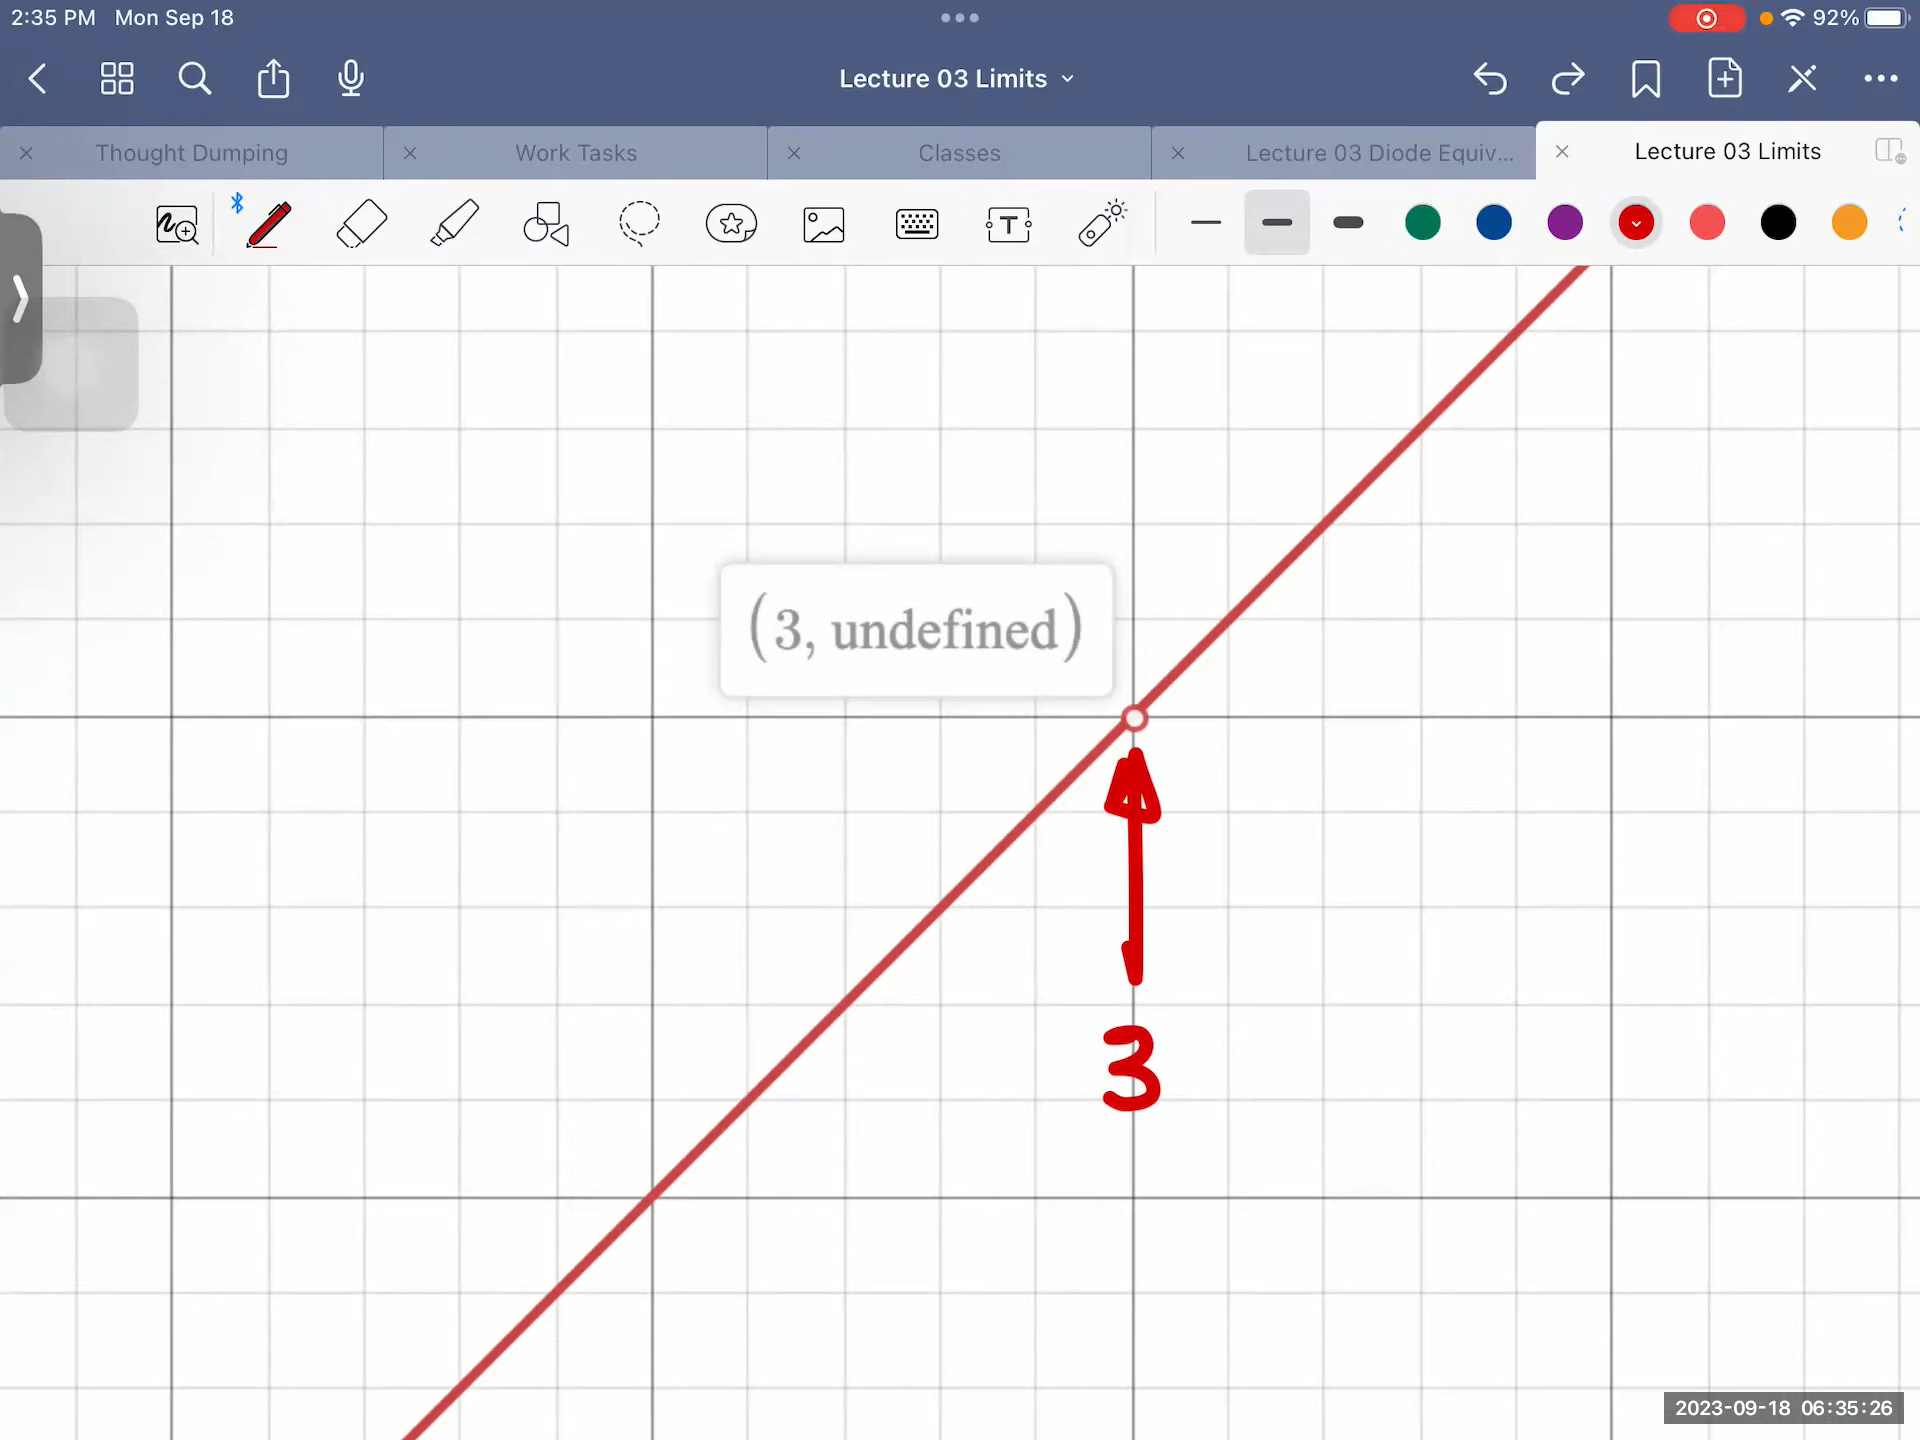 2:35 PM Mon Sep 18
92%
Lecture 03 Limits
Thought Dumping
Work Tasks
Classes
Lecture 03 Diode Equiv...
Lecture 03 Limits
T
(3, undefined)
3
2023-09-18 06:35:26